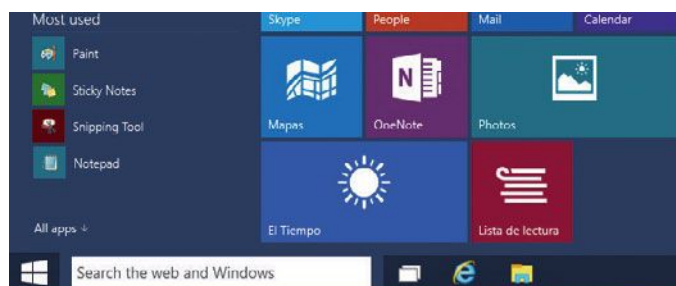 Most used
Paint
Sticky Notes
Snipping Tool
Notepad
All apps
Skype
People
Mail
Calendar
Mapas
N
OneNote
Photos
El Tiempo
Lista de lectura
Search the web and Windows